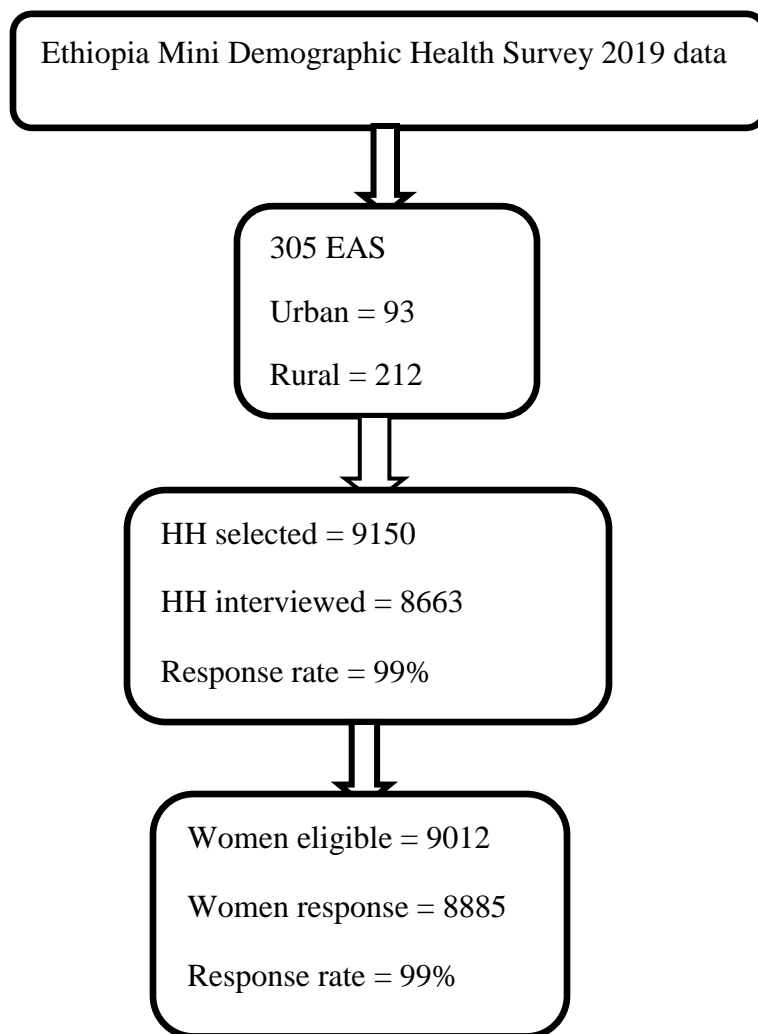 Ethiopia Mini Demographic Health Survey 2019 data
305 EAS
Urban = 93
Rural = 212
HH selected = 9150
HH interviewed = 8663
Response rate = 99%
Women eligible = 9012
Women response = 8885
Response rate = 99%